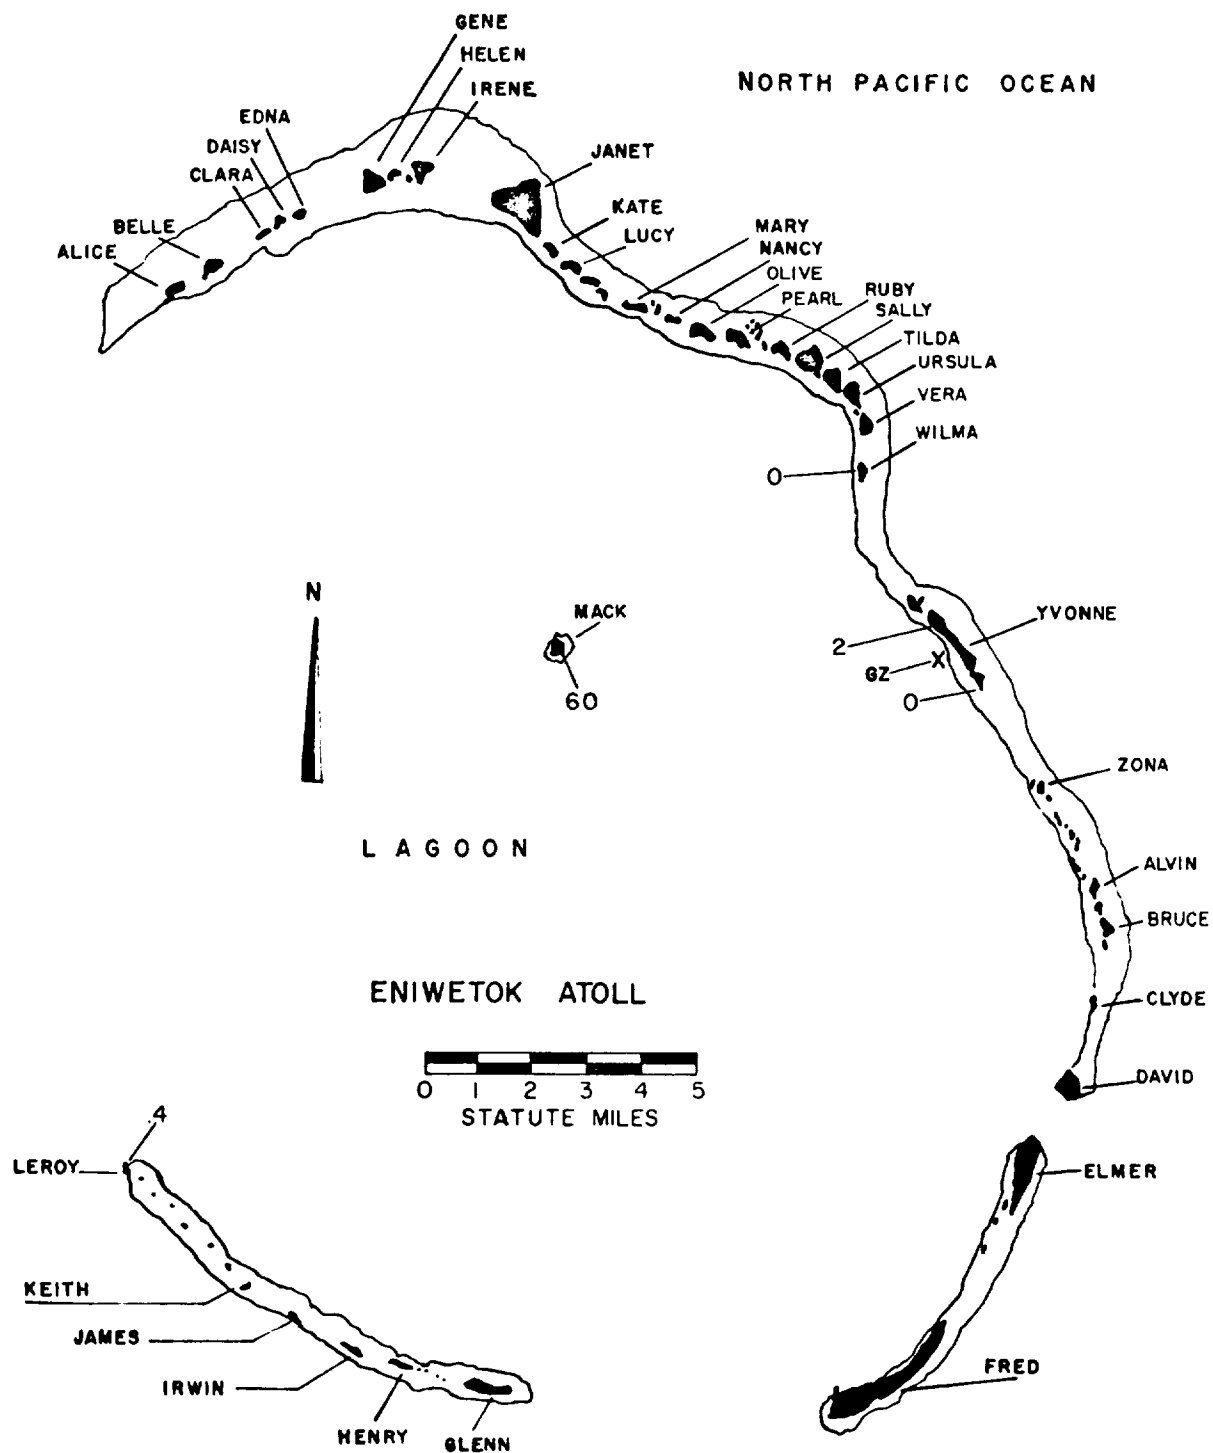 GENE
HELEN
NORTH PACIFIC OCEAN
IRENE
EDNA
DAISY
JANET
CLARA
KATE
BELLE
MARY
LUCY
NANCY
ALICE
OLIVE
RUBY
PEARL
SALLY
TILDA
URSULA
VERA
WILMA
0
N
MACK
YVONNE
2
GZ
X
60
0
ZONA
LAGOON
ALVIN
BRUCE
ENIWETOK ATOLL
CLYDE
DAVID
0 1 2 3 4 5
STATUTE MILES
.4
LEROY
ELMER
KEITH
JAMES
FRED
IRWIN
HENRY
GLENN